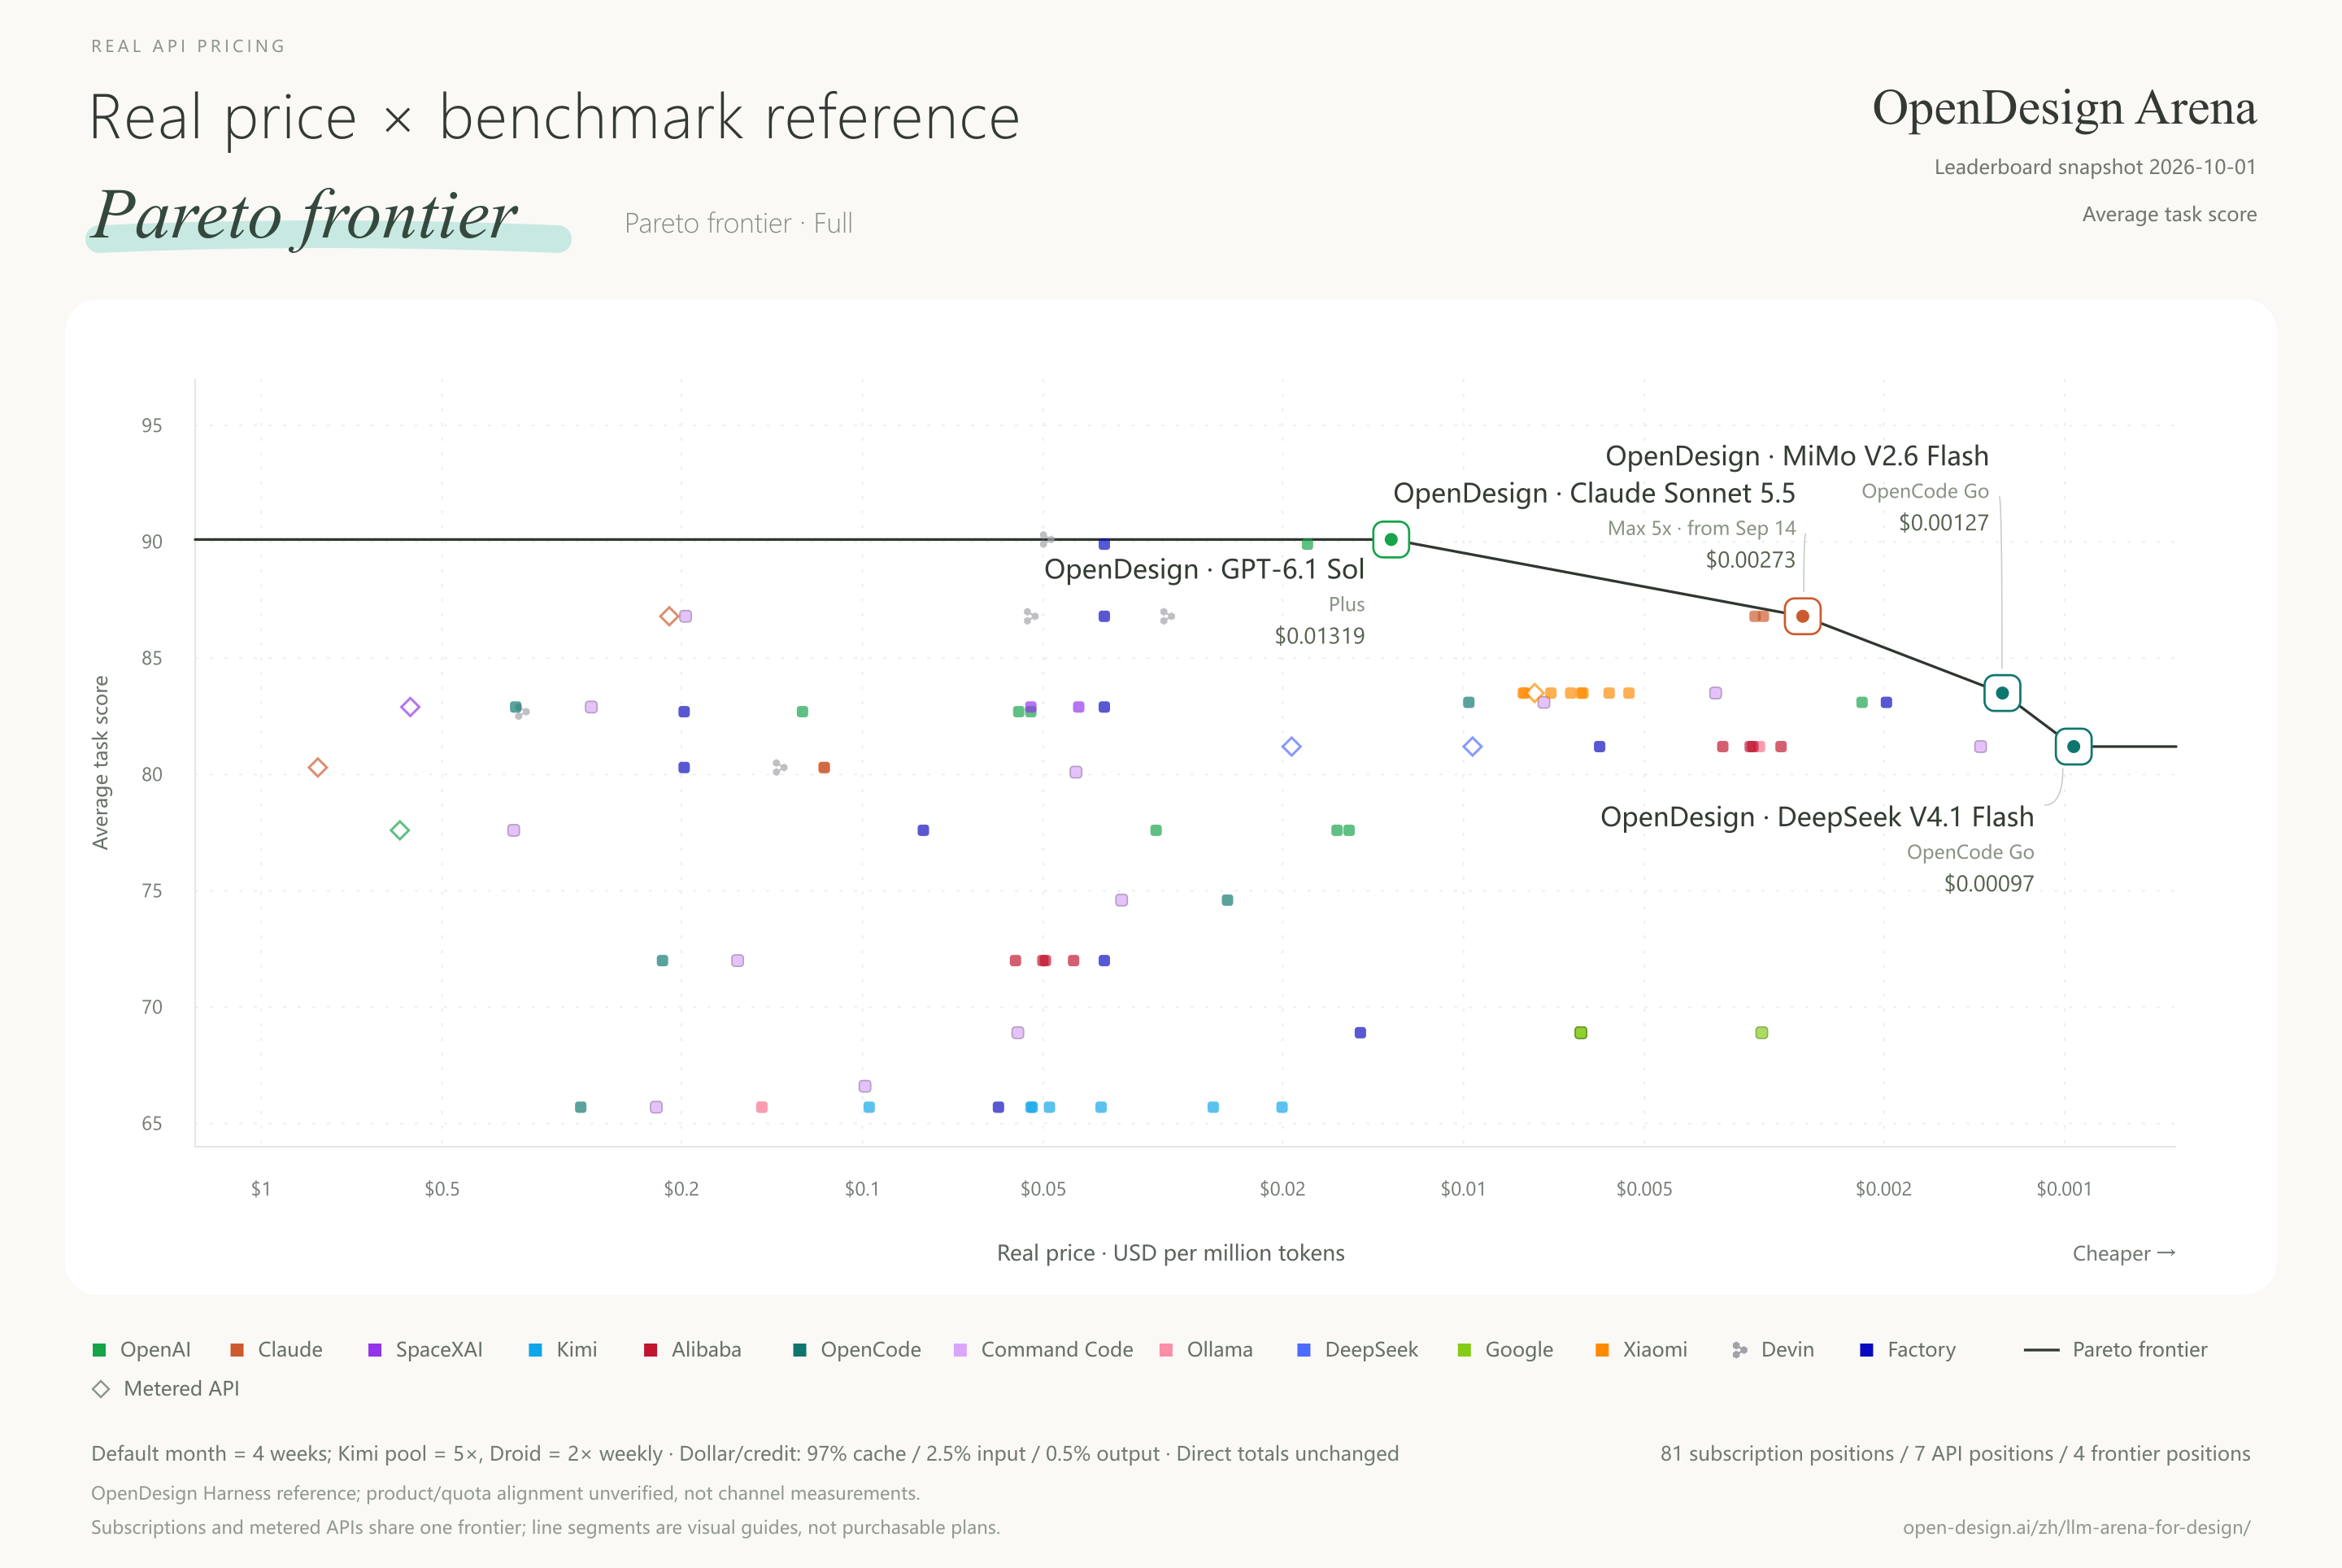 REAL API PRICING
Real price × benchmark reference
Pareto frontier
Pareto frontier · Full
OpenDesign Arena
Leaderboard snapshot 2026-10-01
Average task score
Average task score
95
90
85
80
75
70
65
OpenDesign · MiMo V2.6 Flash
OpenCode Go
$0.00127
OpenDesign · Claude Sonnet 5.5
Max 5x · from Sep 14
$0.00273
OpenDesign · GPT-6.1 Sol
Plus
$0.01319
OpenDesign · DeepSeek V4.1 Flash
OpenCode Go
$0.00097
$1 $0.5 $0.2 $0.1 $0.05 $0.02 $0.01 $0.005 $0.002 $0.001
Real price · USD per million tokens
Cheaper →
OpenAI Claude SpaceXAI Kimi Alibaba OpenCode Command Code Ollama DeepSeek Google Xiaomi Devin Factory Pareto frontier
Metered API
Default month = 4 weeks; Kimi pool = 5×, Droid = 2× weekly · Dollar/credit: 97% cache / 2.5% input / 0.5% output · Direct totals unchanged
81 subscription positions / 7 API positions / 4 frontier positions
OpenDesign Harness reference; product/quota alignment unverified, not channel measurements.
Subscriptions and metered APIs share one frontier; line segments are visual guides, not purchasable plans.
open-design.ai/zh/llm-arena-for-design/